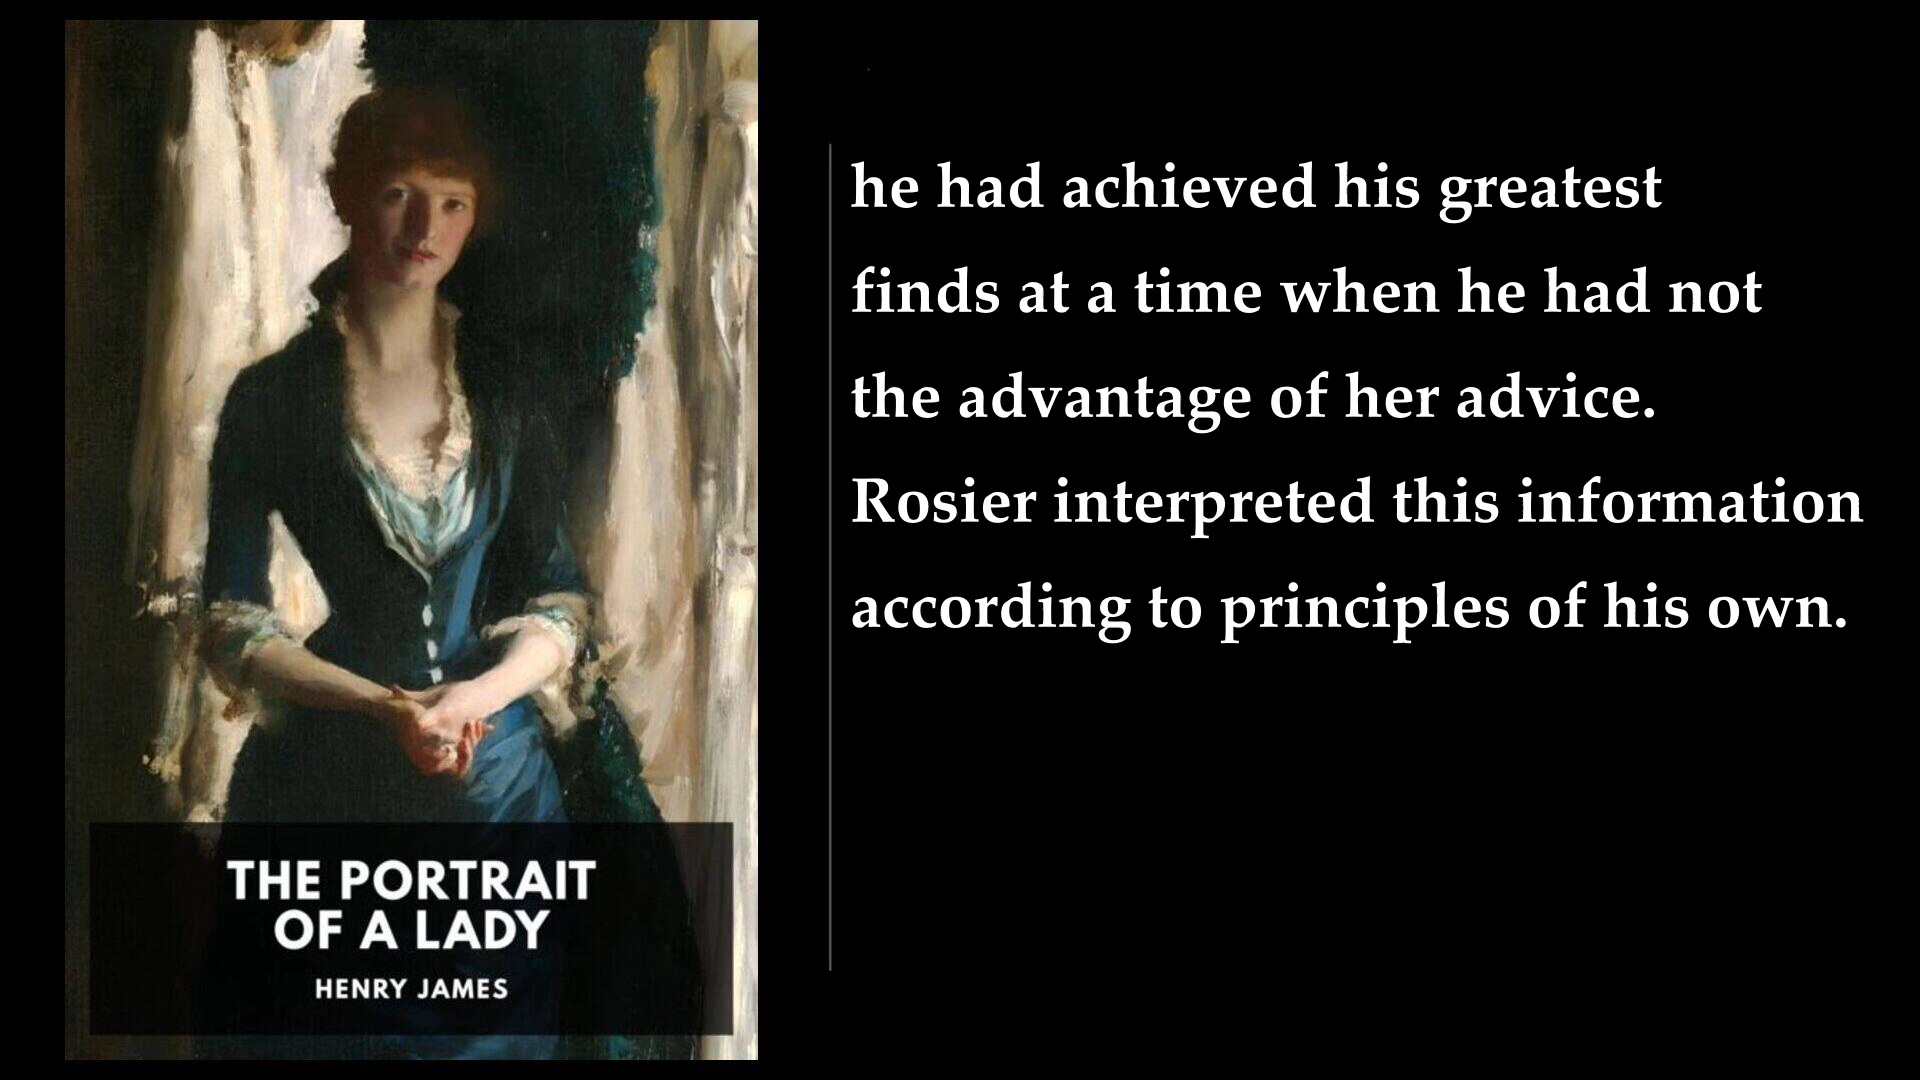 THE PORTRAIT
OF A LADY
HENRY JAMES
he had achieved his greatest
finds at a time when he had not
the advantage of her advice.
Rosier interpreted this information
according to principles of his own.